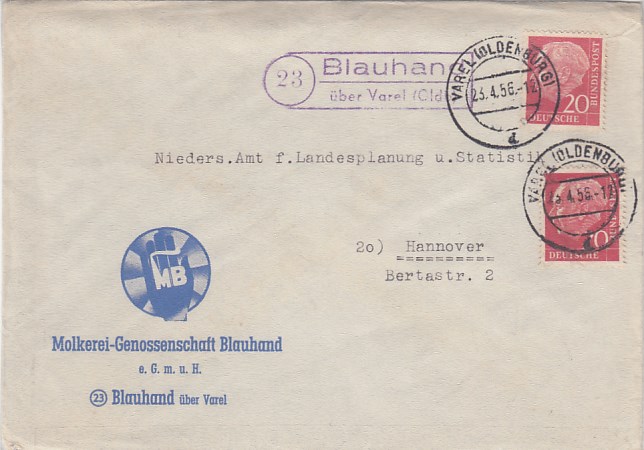 23
Blauhand
über Varel (Old
VAREL (OLDENBURG)
23.4.56.-12
d
20
DEUTSCHE
BUNDESPOST
Nieders.Amt f.Landesplanung u.Statistik
VAREL (OLDENBURG)
23.4.56.-12
d
10
DEUTSCHE
2o) Hannover
Bertastr. 2
MB
Molkerei-Genossenschaft Blauhand
e. G. m. u. H.
23 Blauhand über Varel